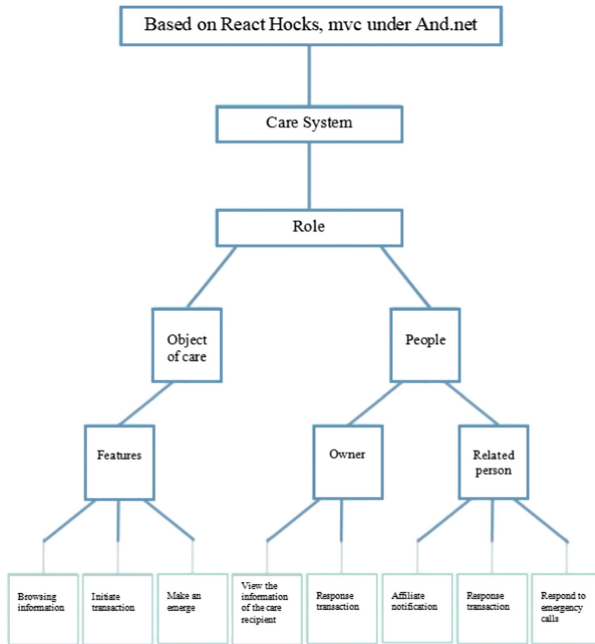 Based on React Hocks, mvc under And.net
Care System
Role
Object
of care
People
Features
Owner
Related
person
Browsing
information
Initiate
transaction
Make an
emerge
View the
information
of the care
recipient
Response
transaction
Affiliate
notification
Response
transaction
Respond to
emergency
calls